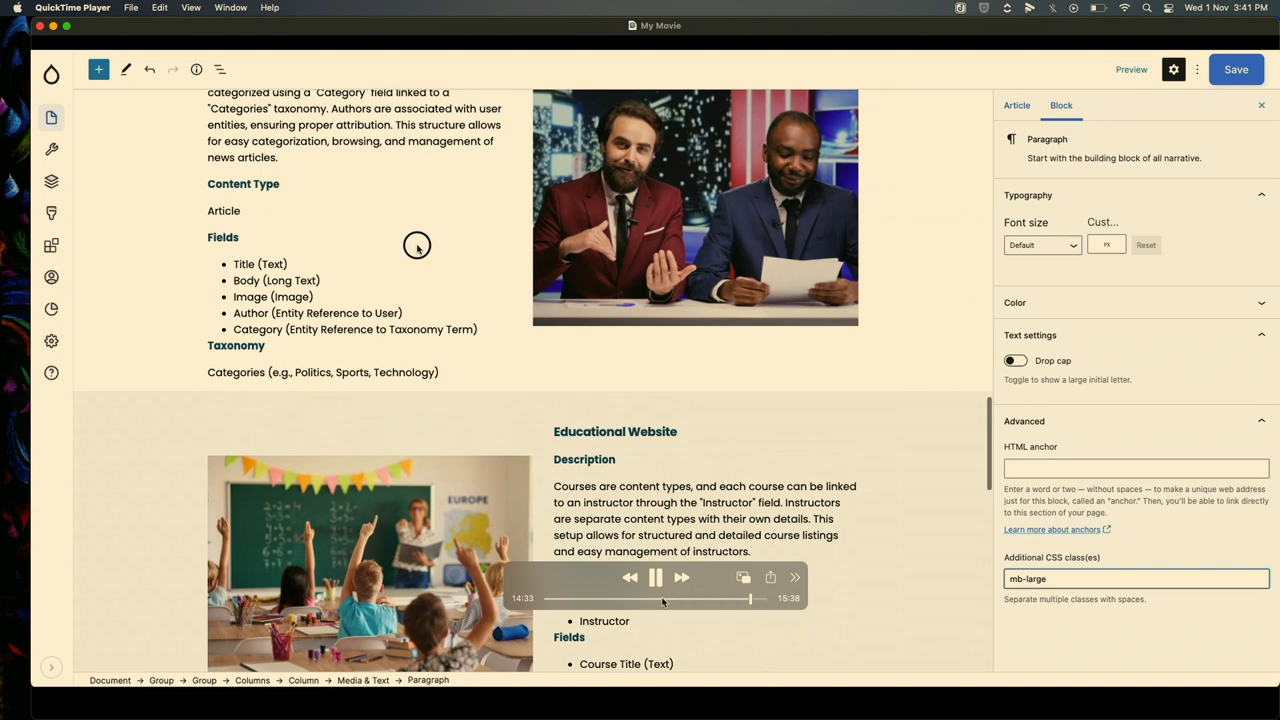 QuickTime Player File Edit View Window Help
Wed 1 Nov 3:41 PM
My Movie
Preview
Save
categorized using a "Category" field linked to a
"Categories" taxonomy. Authors are associated with user
entities, ensuring proper attribution. This structure allows
for easy categorization, browsing, and management of
news articles.
Content Type
Article
Fields
• Title (Text)
• Body (Long Text)
• Image (Image)
• Author (Entity Reference to User)
• Category (Entity Reference to Taxonomy Term)
Taxonomy
Categories (e.g., Politics, Sports, Technology)
EUROPE
Educational Website
Description
Courses are content types, and each course can be linked
to an instructor through the "Instructor" field. Instructors
are separate content types with their own details. This
setup allows for structured and detailed course listings
and easy management of instructors.
14:33
15:38
• Instructor
Fields
• Course Title (Text)
Article Block
Paragraph
Start with the building block of all narrative.
Typography
Font size Cust...
Default PX Reset
Color
Text settings
Drop cap
Toggle to show a large initial letter.
Advanced
HTML anchor
Enter a word or two — without spaces — to make a unique web address
just for this block, called an “anchor.” Then, you’ll be able to link directly
to this section of your page.
Learn more about anchors
Additional CSS class(es)
mb-large
Separate multiple classes with spaces.
Document → Group → Group → Columns → Column → Media & Text → Paragraph